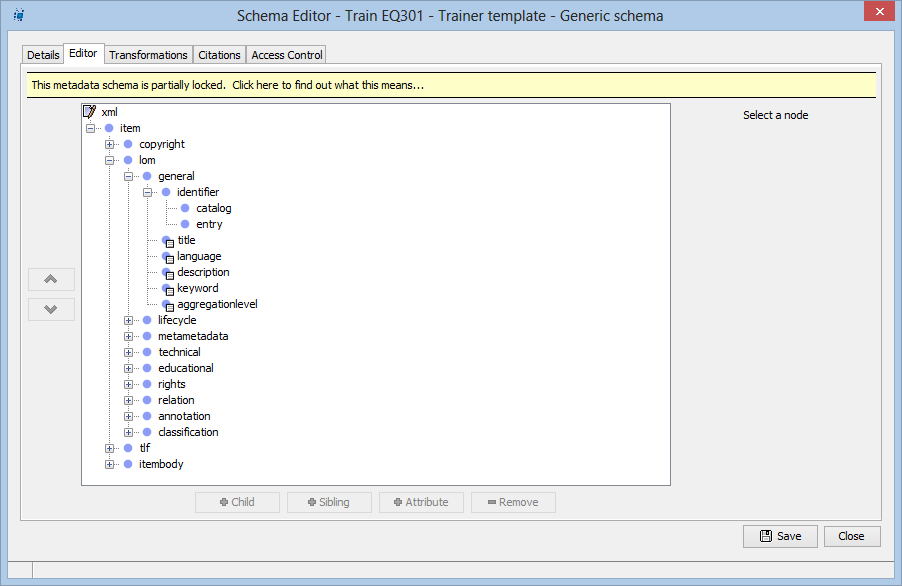 Schema Editor - Train EQ301 - Trainer template - Generic schema
Details Editor Transformations Citations Access Control
This metadata schema is partially locked. Click here to find out what this means...
xml
Select a node
item
copyright
lom
general
identifier
catalog
entry
title
language
description
keyword
aggregationlevel
lifecycle
metametadata
technical
educational
rights
relation
annotation
classification
tlf
itembody
Child Sibling Attribute Remove
Save Close